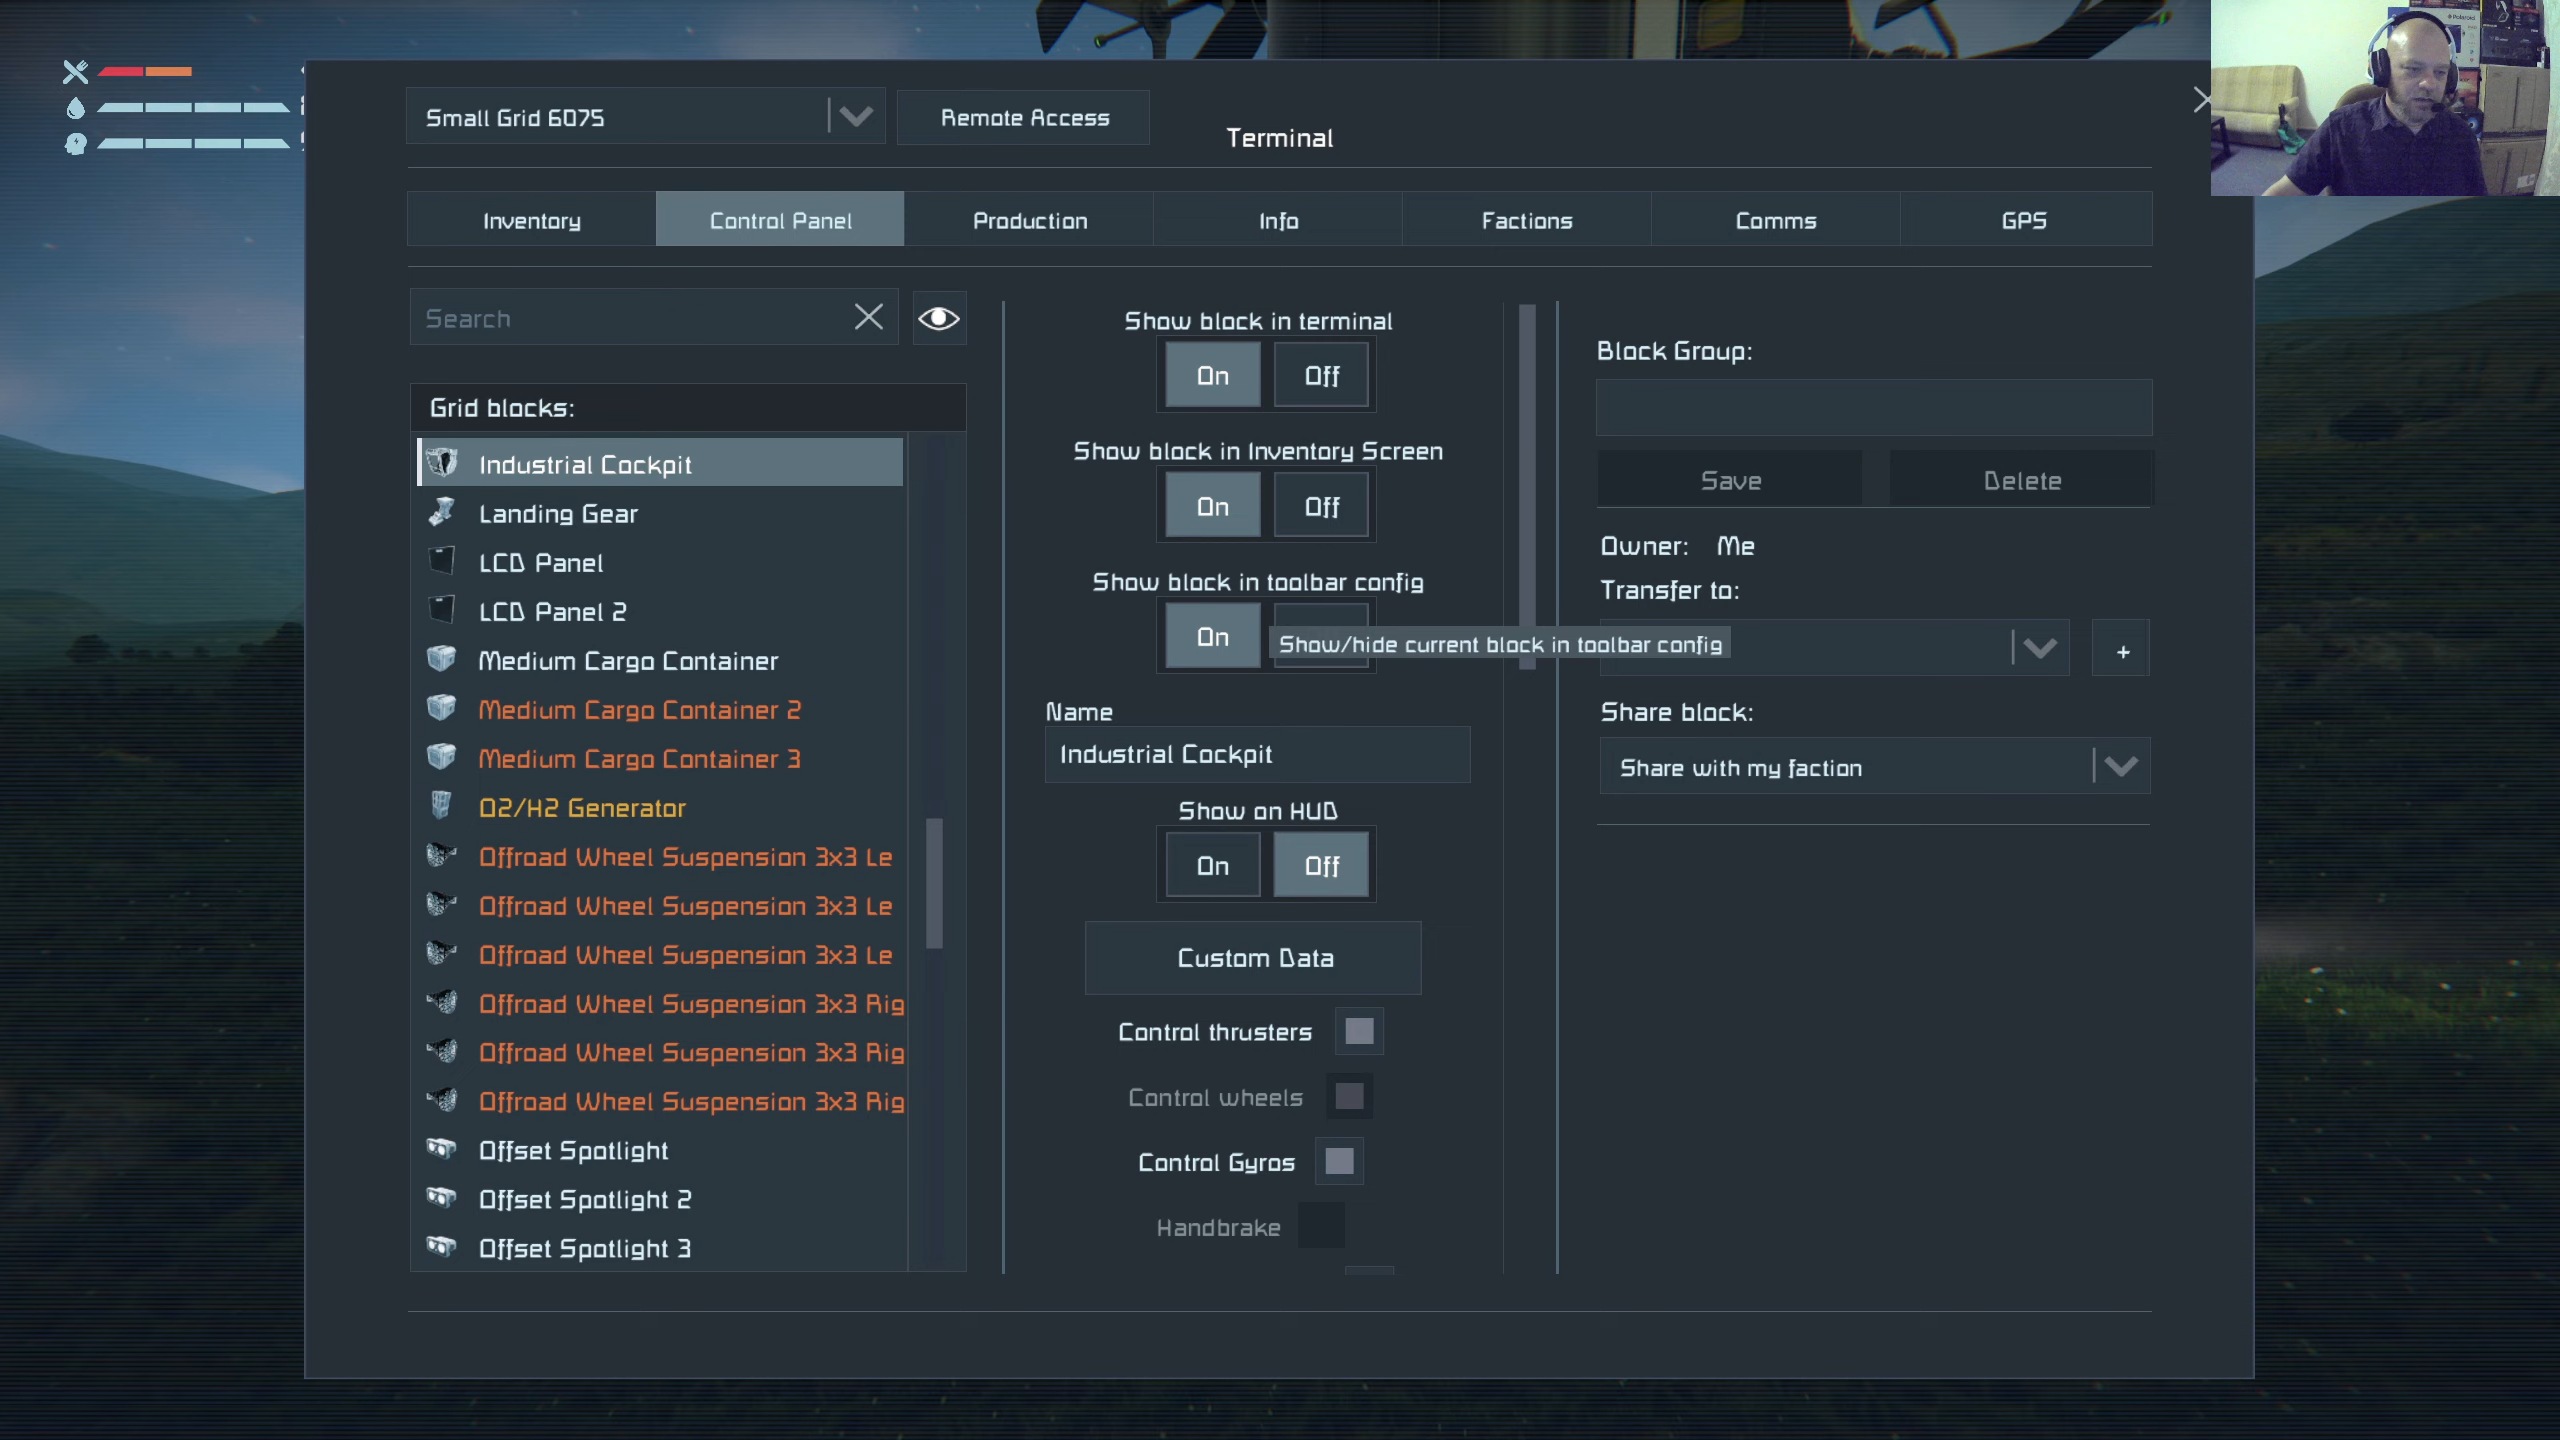 Small Grid 6075
Remote Access
Terminal
Inventory
Control Panel
Production
Info
Factions
Comms
GPS
Search
Grid blocks:
Industrial Cockpit
Landing Gear
LCD Panel
LCD Panel 2
Medium Cargo Container
Medium Cargo Container 2
Medium Cargo Container 3
O2/H2 Generator
Offroad Wheel Suspension 3x3 Le
Offroad Wheel Suspension 3x3 Le
Offroad Wheel Suspension 3x3 Le
Offroad Wheel Suspension 3x3 Rig
Offroad Wheel Suspension 3x3 Rig
Offroad Wheel Suspension 3x3 Rig
Offset Spotlight
Offset Spotlight 2
Offset Spotlight 3
Show block in terminal
On Off
Show block in Inventory Screen
On Off
Show block in toolbar config
On
Show/hide current block in toolbar config
Name
Industrial Cockpit
Show on HUD
On Off
Custom Data
Control thrusters
Control wheels
Control Gyros
Handbrake
Block Group:
Save Delete
Owner: Me
Transfer to:
+
Share block:
Share with my faction